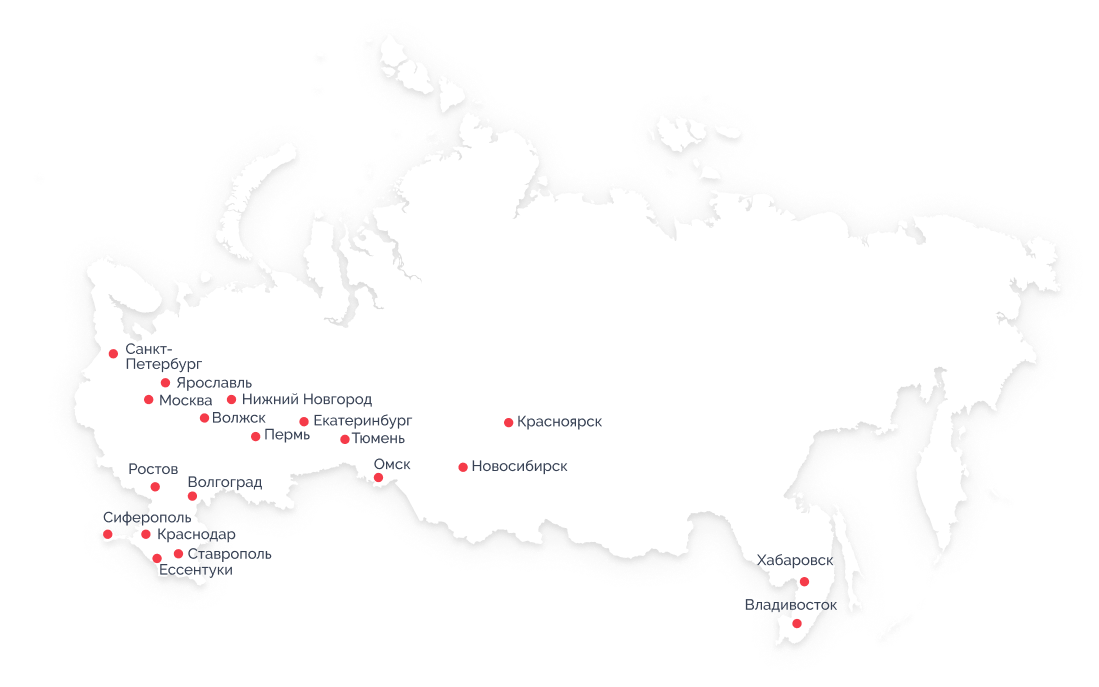 Санкт-
Петербург
Ярославль
Москва
Нижний Новгород
Волжск
Екатеринбург
Красноярск
Пермь
Тюмень
Омск
Новосибирск
Ростов
Волгоград
Сиферополь
Краснодар
Ставрополь
Ессентуки
Хабаровск
Владивосток